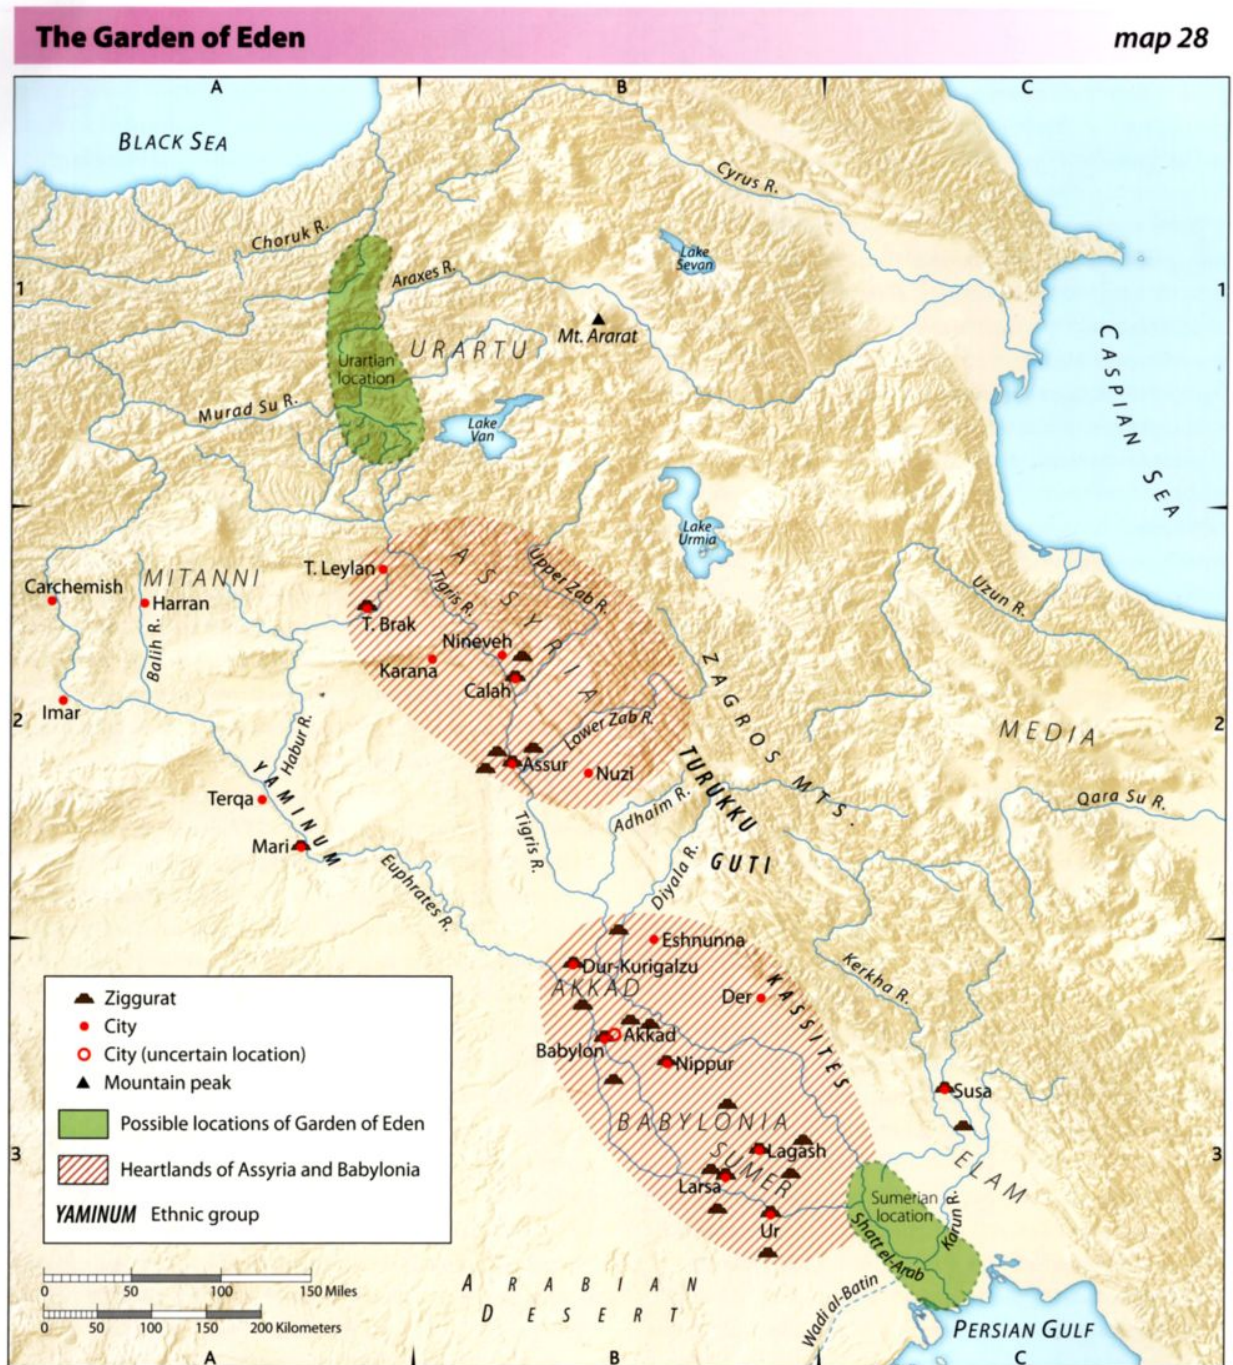 The Garden of Eden
map 28
A
B
C
BLACK SEA
Cyrus R.
Choruk R.
Lake
Sevan
Araxes R.
1
1
Mt. Ararat
URARTU
Urartian
location
CASPIAN SEA
Murad Su R.
Lake
Van
Lake
Urmia
ASSYRIA
Upper Zab R.
T. Leylan
Tigris R.
MITANNI
Carchemish
Harran
Uzun R.
T. Brak
Balih R.
Nineveh
Karana
Calah
ZAGROS MTS.
Imar
Lower Zab R.
2
2
MEDIA
Habur R.
Assur
Nuzi
TURUKKU
YAMINUM
Terqa
Qara Su R.
Adhaim R.
Tigris R.
Mari
GUTI
Euphrates R.
Diyala R.
Eshnunna
Dur-Kurigalzu
Kerkha R.
AKKAD
Der
KASSITES
Ziggurat
City
City (uncertain location)
Mountain peak
Possible locations of Garden of Eden
Heartlands of Assyria and Babylonia
YAMINUM Ethnic group
Akkad
Babylon
Nippur
Susa
BABYLONIA
SUMER
Lagash
3
3
ELAM
Larsa
Sumerian
location
Ur
Shatt el-Arab
Karun R.
0 50 100 150 Miles
0 50 100 150 200 Kilometers
ARABIAN
DESERT
Wadi al-Batin
PERSIAN GULF
A
B
C